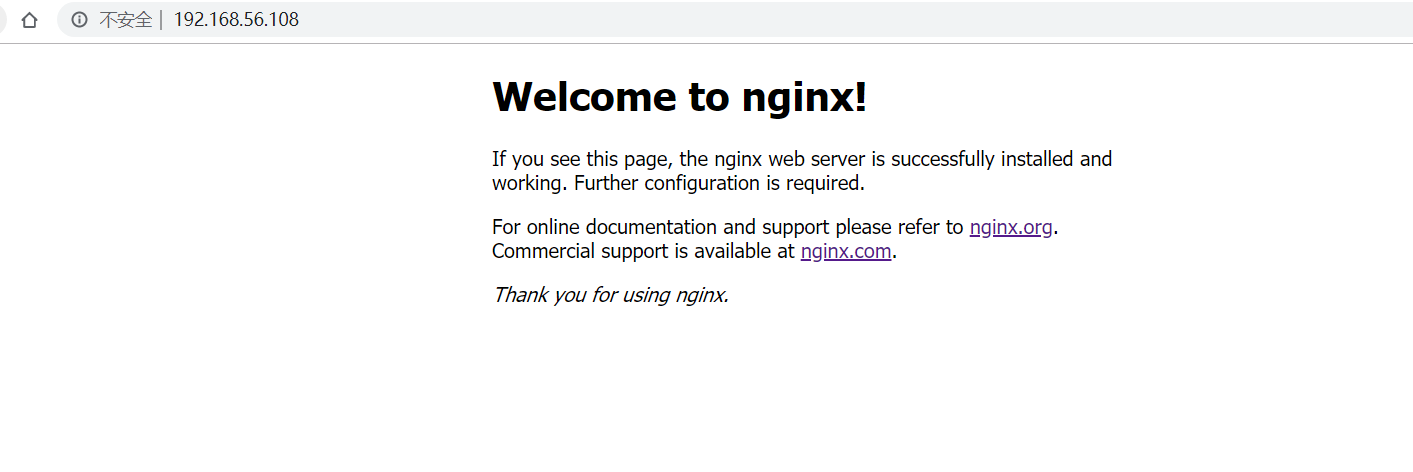 不安全 | 192.168.56.108
Welcome to nginx!
If you see this page, the nginx web server is successfully installed and
working. Further configuration is required.
For online documentation and support please refer to nginx.org.
Commercial support is available at nginx.com.
Thank you for using nginx.